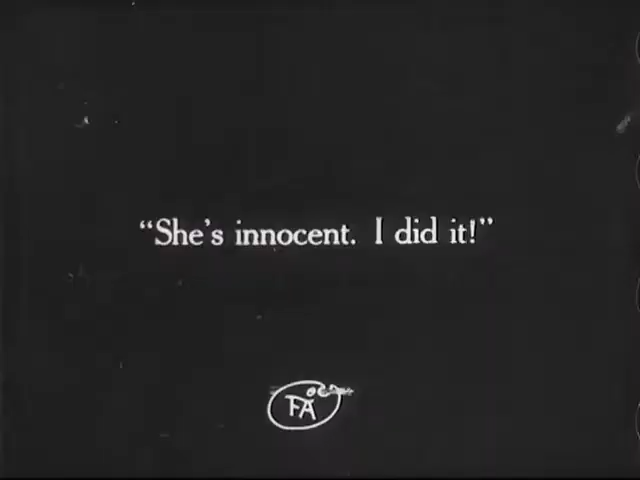 “She’s innocent. I did it!”
FA